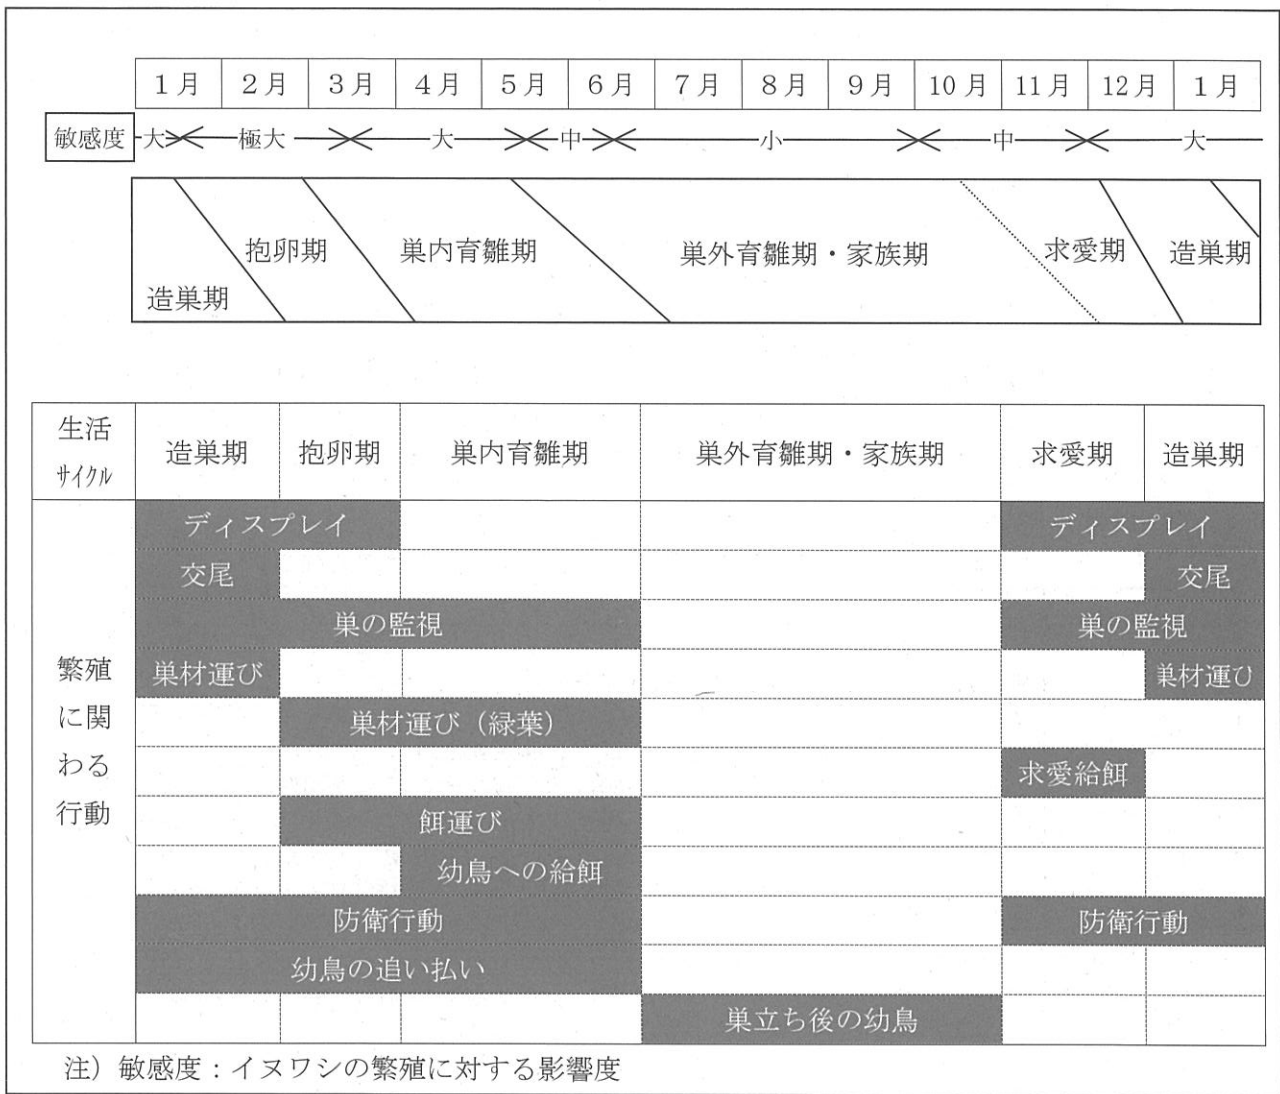 1月 2月 3月 4月 5月 6月 7月 8月 9月 10月 11月 12月 1月
敏感度 大 極大 大 中 小 中 大
抱卵期 巣内育雛期 巣外育雛期・家族期 求愛期 造巣期
造巣期
生活
サイクル
造巣期 抱卵期 巣内育雛期 巣外育雛期・家族期 求愛期 造巣期
繁殖
に関
わる
行動
ディスプレイ ディスプレイ
交尾 交尾
巣の監視 巣の監視
巣材運び 巣材運び
巣材運び（緑葉）
求愛給餌
餌運び
幼鳥への給餌
防衛行動 防衛行動
幼鳥の追い払い
巣立ち後の幼鳥
注）敏感度：イヌワシの繁殖に対する影響度